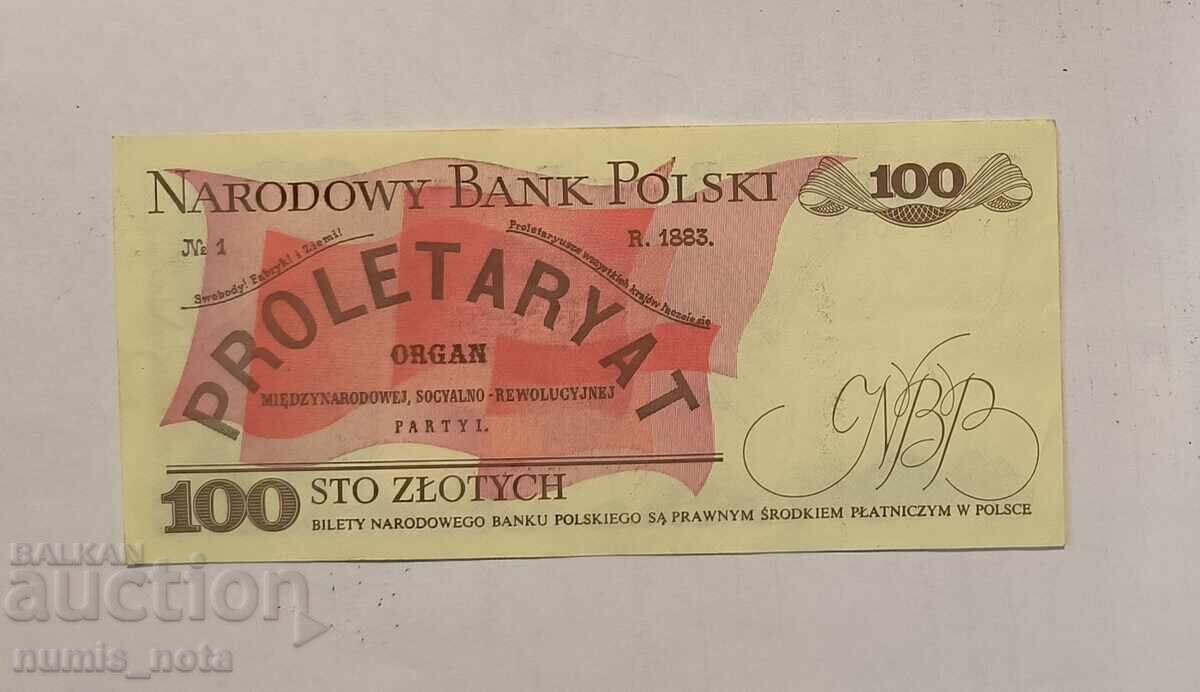 NARODOWY BANK POLSKI
100
№ 1
R. 1883.
Swobody! Fabryk! i Ziemi!
Proletaryusze wszystkich krajów łączcie się
PROLETARYAT
ORGAN
MIĘDZYNARODOWEJ, SOCYALNO-REWOLUCYJNEJ
PARTYI.
NBP
100 STO ZŁOTYCH
BILETY NARODOWEGO BANKU POLSKIEGO SĄ PRAWNYM ŚRODKIEM PŁATNICZYM W POLSCE
BALKAN
auction
numis_nota